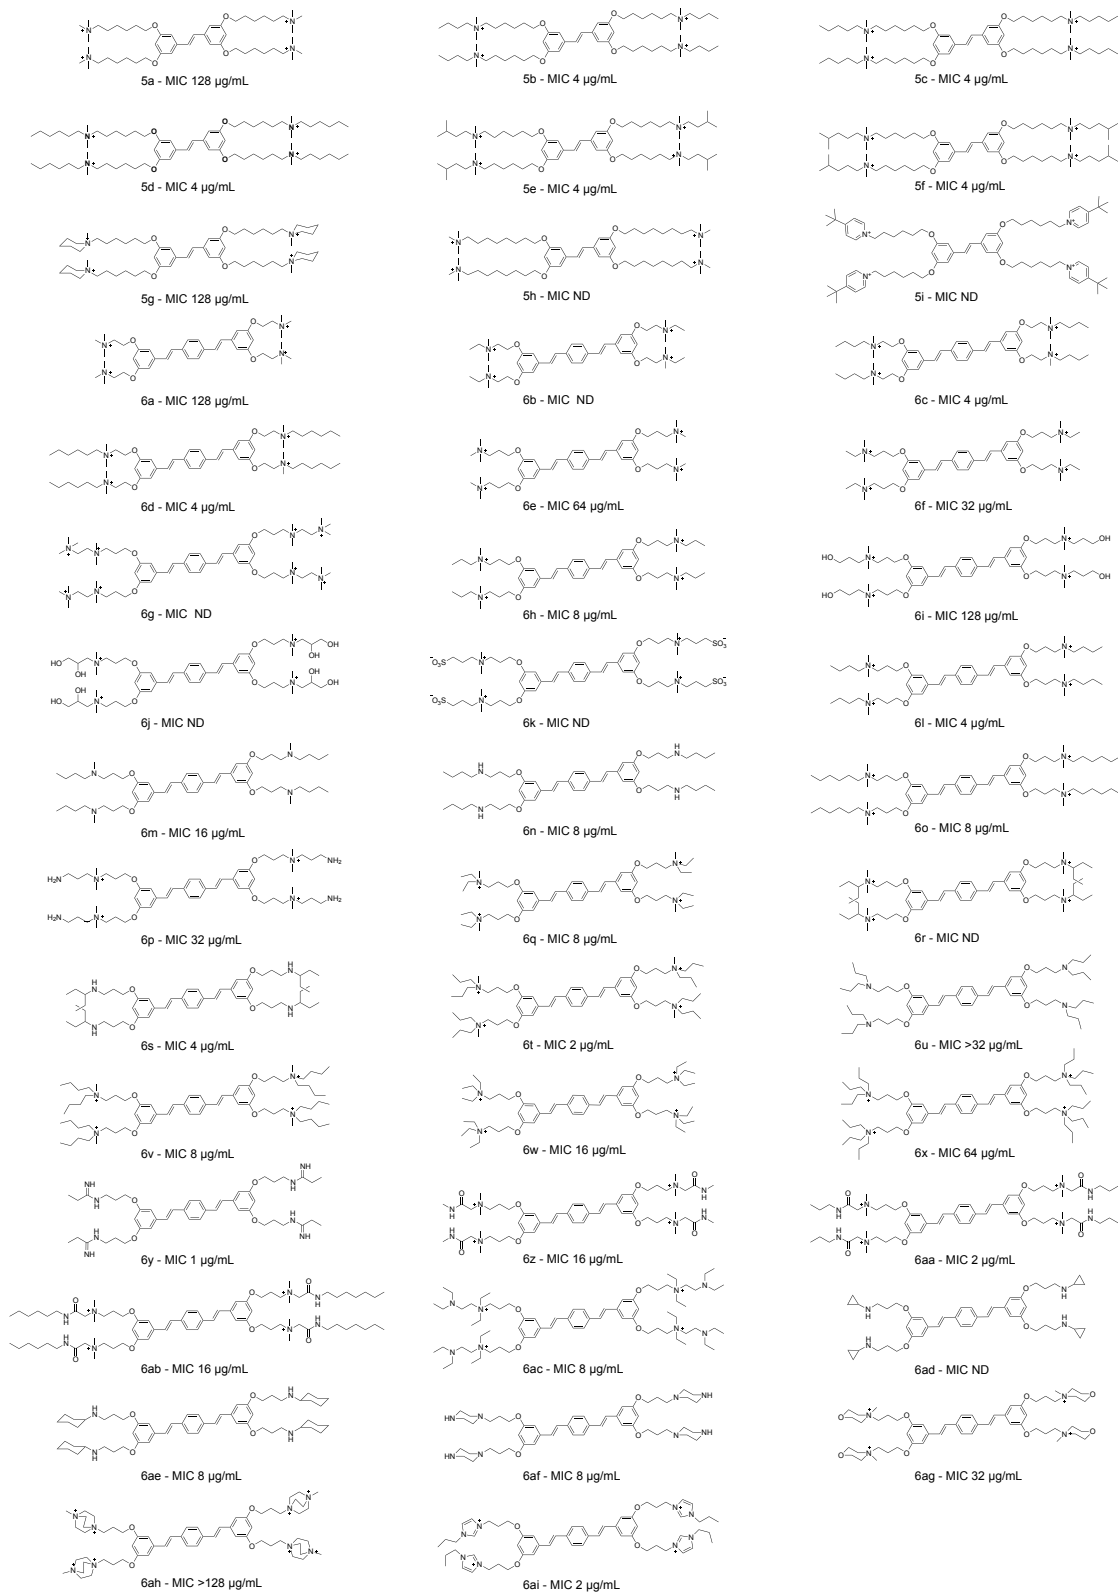 5a - MIC 128 µg/mL
5b - MIC 4 µg/mL
5c - MIC 4 µg/mL
5d - MIC 4 µg/mL
5e - MIC 4 µg/mL
5f - MIC 4 µg/mL
5g - MIC 128 µg/mL
5h - MIC ND
5i - MIC ND
6a - MIC 128 µg/mL
6b - MIC ND
6c - MIC 4 µg/mL
6d - MIC 4 µg/mL
6e - MIC 64 µg/mL
6f - MIC 32 µg/mL
6g - MIC ND
6h - MIC 8 µg/mL
6i - MIC 128 µg/mL
6j - MIC ND
6k - MIC ND
6l - MIC 4 µg/mL
6m - MIC 16 µg/mL
6n - MIC 8 µg/mL
6o - MIC 8 µg/mL
6p - MIC 32 µg/mL
6q - MIC 8 µg/mL
6r - MIC ND
6s - MIC 4 µg/mL
6t - MIC 2 µg/mL
6u - MIC >32 µg/mL
6v - MIC 8 µg/mL
6w - MIC 16 µg/mL
6x - MIC 64 µg/mL
6y - MIC 1 µg/mL
6z - MIC 16 µg/mL
6aa - MIC 2 µg/mL
6ab - MIC 16 µg/mL
6ac - MIC 8 µg/mL
6ad - MIC ND
6ae - MIC 8 µg/mL
6af - MIC 8 µg/mL
6ag - MIC 32 µg/mL
6ah - MIC >128 µg/mL
6ai - MIC 2 µg/mL